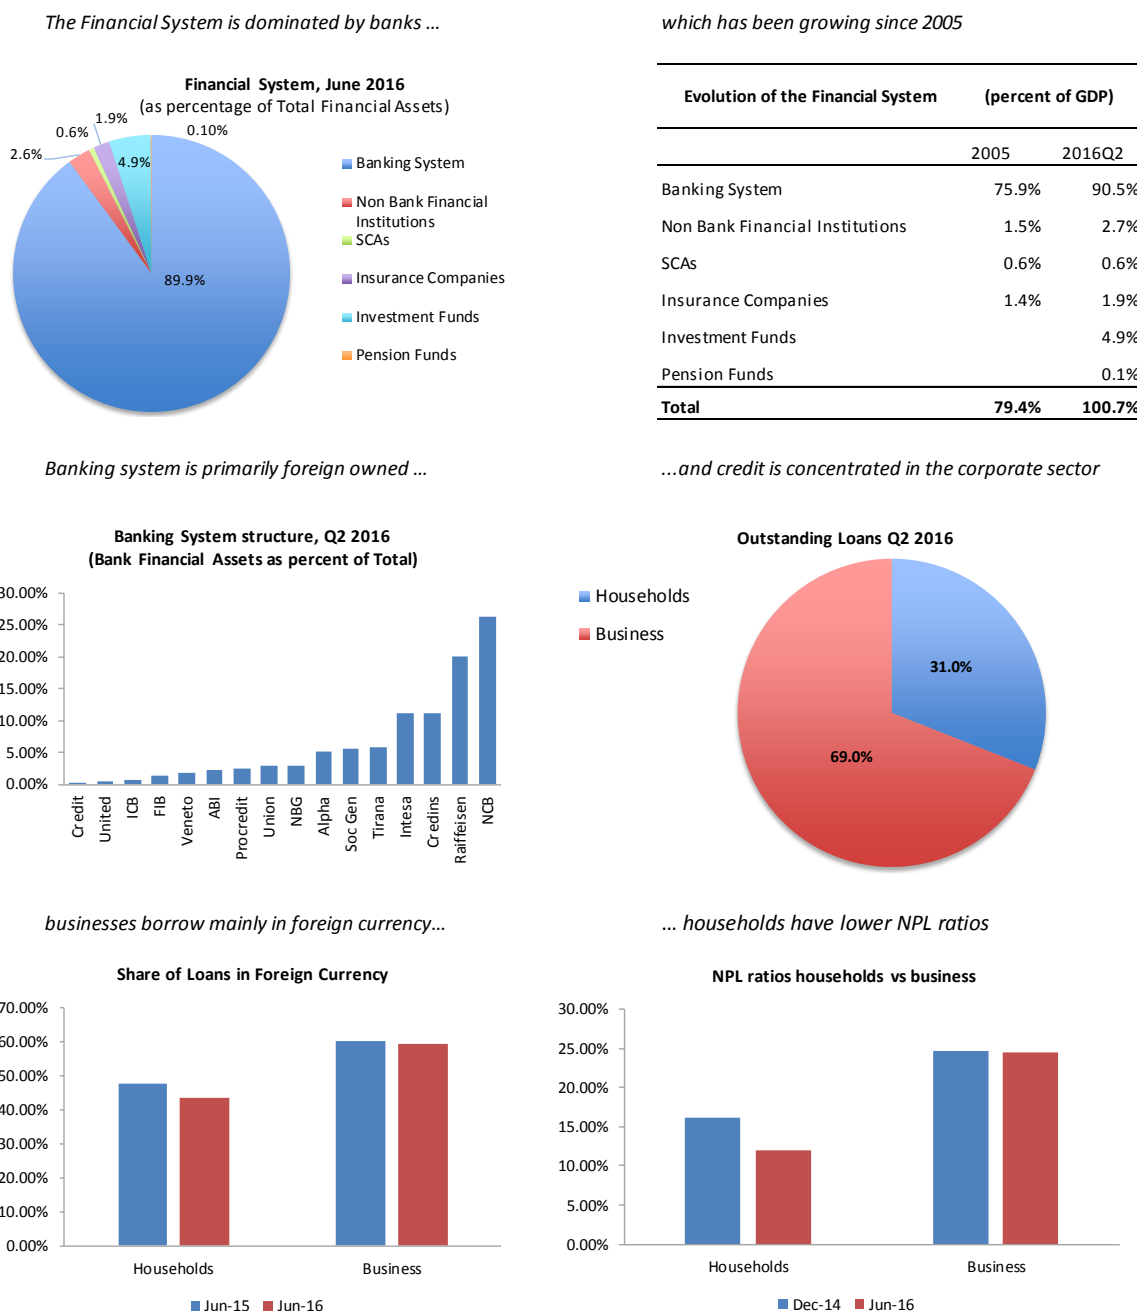 The Financial System is dominated by banks ...
which has been growing since 2005
Financial System, June 2016
(as percentage of Total Financial Assets)
0.10%
1.9%
0.6%
2.6%
4.9%
89.9%
Banking System
Non Bank Financial
Institutions
SCAs
Insurance Companies
Investment Funds
Pension Funds
Evolution of the Financial System (percent of GDP)
2005 2016Q2
Banking System 75.9% 90.5%
Non Bank Financial Institutions 1.5% 2.7%
SCAs 0.6% 0.6%
Insurance Companies 1.4% 1.9%
Investment Funds 4.9%
Pension Funds 0.1%
Total 79.4% 100.7%
Banking system is primarily foreign owned ...
...and credit is concentrated in the corporate sector
Banking System structure, Q2 2016
(Bank Financial Assets as percent of Total)
30.00%
25.00%
20.00%
15.00%
10.00%
5.00%
0.00%
Credit
United
ICB
FIB
Veneto
ABI
Procredit
Union
NBG
Alpha
Soc Gen
Tirana
Intesa
Credins
Raiffeisen
NCB
Outstanding Loans Q2 2016
Households
Business
31.0%
69.0%
businesses borrow mainly in foreign currency...
... households have lower NPL ratios
Share of Loans in Foreign Currency
70.00%
60.00%
50.00%
40.00%
30.00%
20.00%
10.00%
0.00%
Households Business
Jun-15 Jun-16
NPL ratios households vs business
30.00%
25.00%
20.00%
15.00%
10.00%
5.00%
0.00%
Households Business
Dec-14 Jun-16